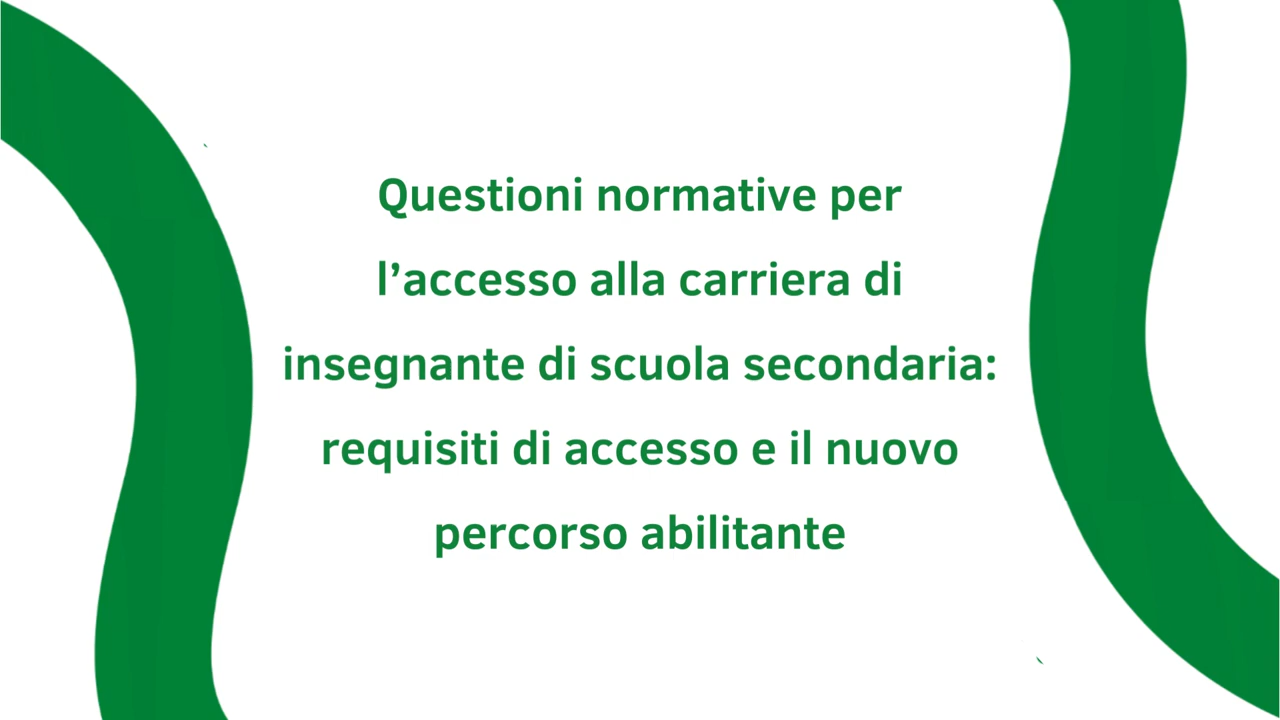 Questioni normative per
l’accesso alla carriera di
insegnante di scuola secondaria:
requisiti di accesso e il nuovo
percorso abilitante